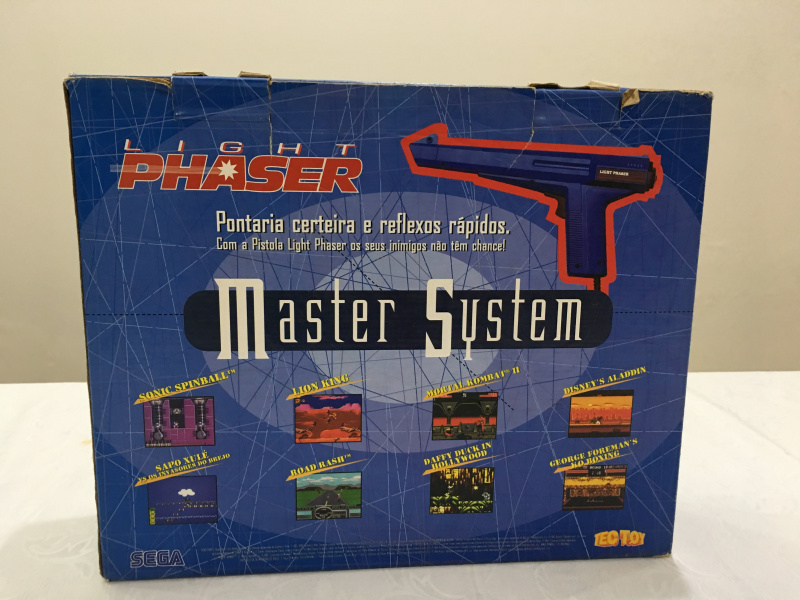 LIGHT
PHASER
LIGHT PHASER
Pontaria certeira e reflexos rápidos.
Com a Pistola Light Phaser os seus inimigos não têm chance!
Master System
SONIC SPINBALL™
LION KING
MORTAL KOMBAT® II
DISNEY'S ALADDIN
SAPO XULÉ
VS OS INVASORES DO BREJO
ROAD RASH™
DAFFY DUCK IN
HOLLYWOOD
GEORGE FOREMAN'S
KO BOXING
SEGA
TEC TOY